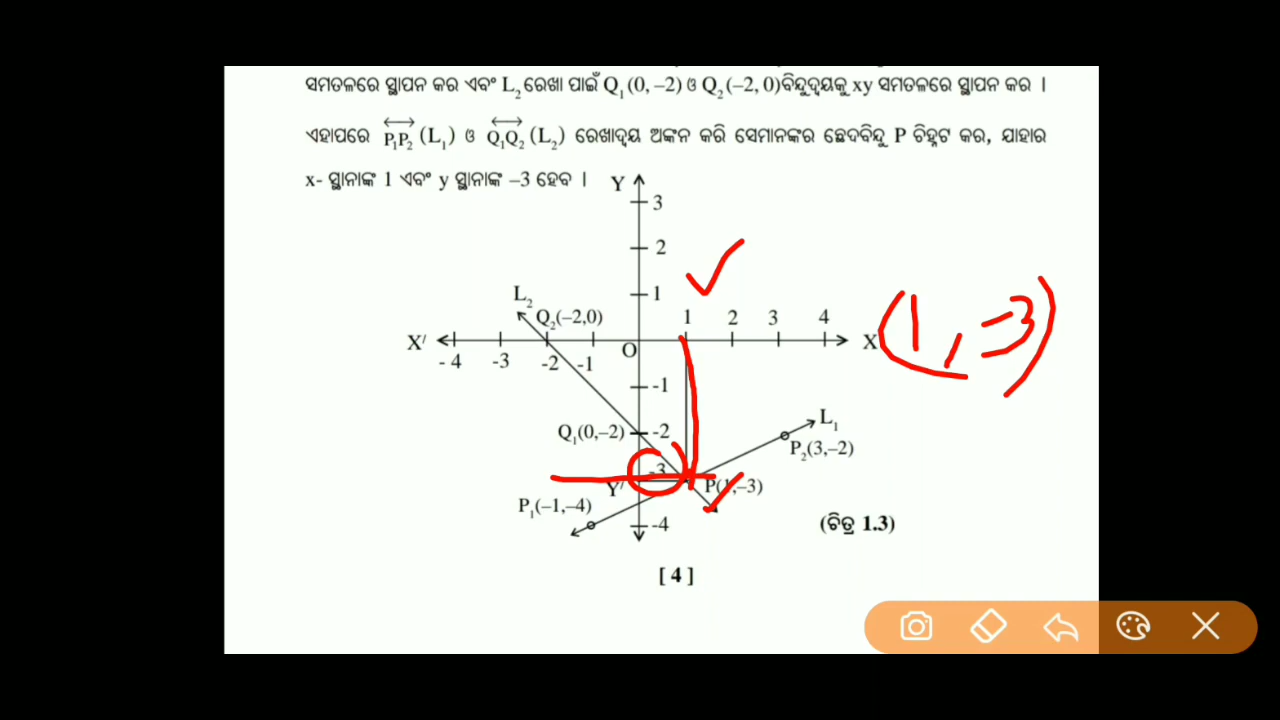 ସମତଳରେ ସ୍ଥାପନ କର ଏବଂ L₂ ରେଖା ପାଇଁ Q₁ (0, –2) ଓ Q₂ (–2, 0) ବିନ୍ଦୁଦ୍ୱୟକୁ xy ସମତଳରେ ସ୍ଥାପନ କର ।
ଏହାପରେ P₁P₂ (L₁) ଓ Q₁Q₂ (L₂) ରେଖାଦ୍ୱୟ ଅଙ୍କନ କରି ସେମାନଙ୍କର ଛେଦବିନ୍ଦୁ P ଚିହ୍ନଟ କର, ଯାହାର
x- ସ୍ଥାନାଙ୍କ 1 ଏବଂ y ସ୍ଥାନାଙ୍କ –3 ହେବ ।
Y
3
2
1
L₂
Q₂(–2,0)
1 2 3 4
X′ O X
(1, -3)
- 4 -3 -2 -1
-1
L₁
Q₁(0,–2) -2
P₂(3,–2)
-3
Y′ P(1,–3)
P₁(–1,–4)
-4
(ଚିତ୍ର 1.3)
[ 4 ]